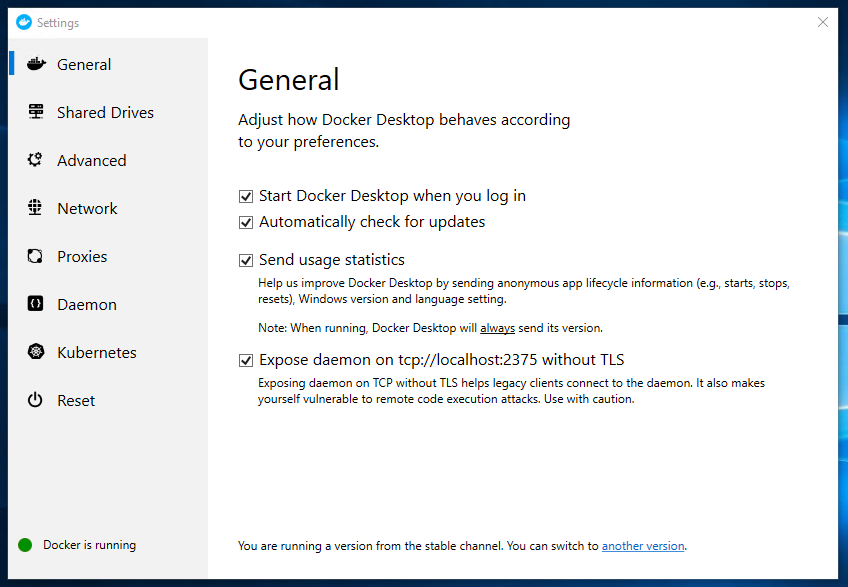 Settings
General
Shared Drives
Advanced
Network
Proxies
Daemon
Kubernetes
Reset
Docker is running
General
Adjust how Docker Desktop behaves according
to your preferences.
Start Docker Desktop when you log in
Automatically check for updates
Send usage statistics
Help us improve Docker Desktop by sending anonymous app lifecycle information (e.g., starts, stops,
resets), Windows version and language setting.
Note: When running, Docker Desktop will always send its version.
Expose daemon on tcp://localhost:2375 without TLS
Exposing daemon on TCP without TLS helps legacy clients connect to the daemon. It also makes
yourself vulnerable to remote code execution attacks. Use with caution.
You are running a version from the stable channel. You can switch to another version.